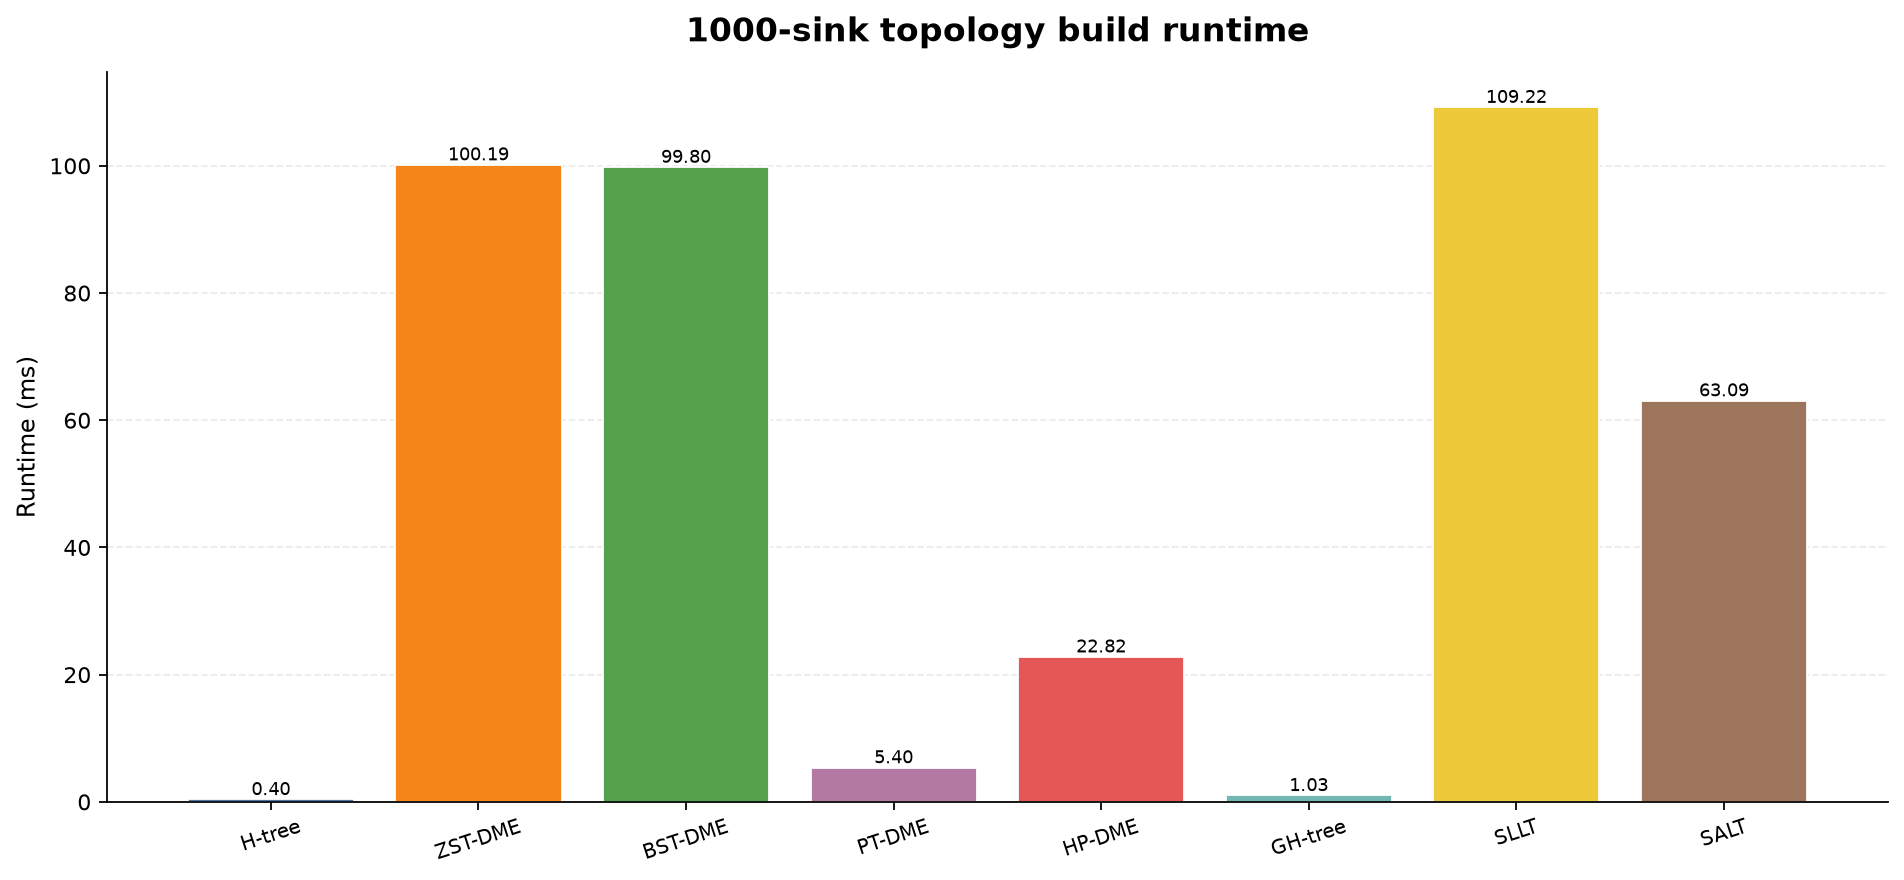 1000-sink topology build runtime
Runtime (ms)
100
80
60
40
20
0
0.40
100.19
99.80
5.40
22.82
1.03
109.22
63.09
H-tree
ZST-DME
BST-DME
PT-DME
HP-DME
GH-tree
SLLT
SALT